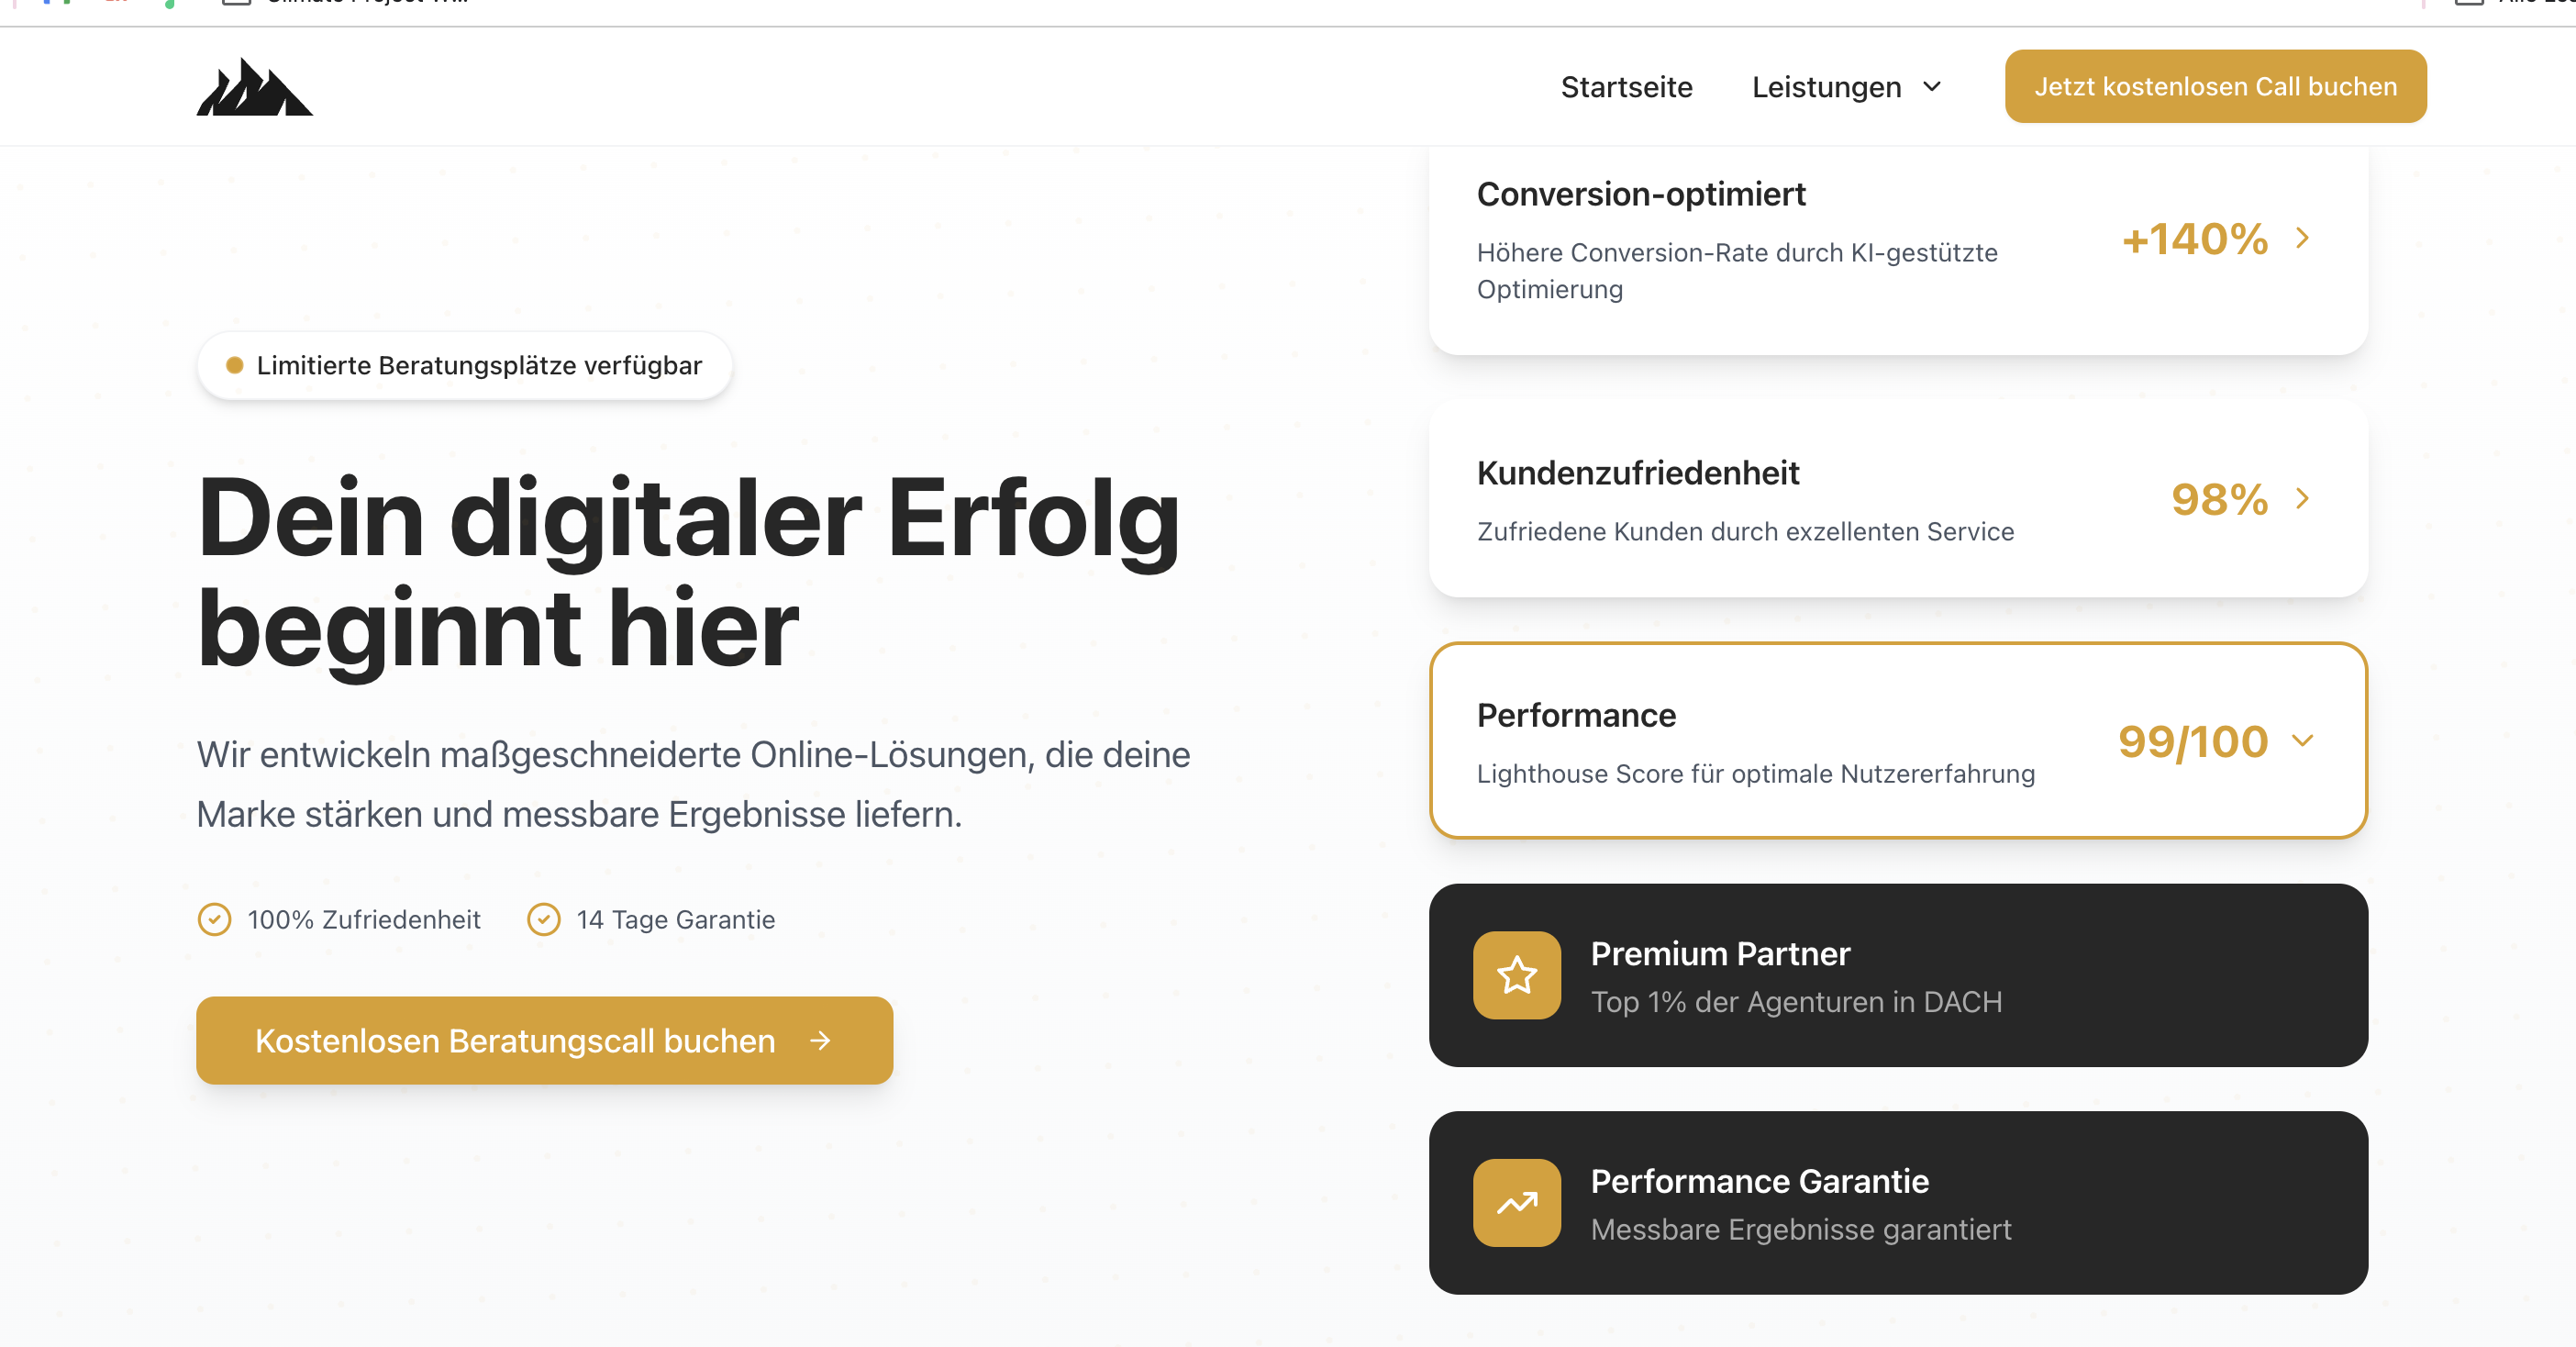 Startseite
Leistungen
Jetzt kostenlosen Call buchen
Limitierte Beratungsplätze verfügbar
Dein digitaler Erfolg
beginnt hier
Wir entwickeln maßgeschneiderte Online-Lösungen, die deine
Marke stärken und messbare Ergebnisse liefern.
100% Zufriedenheit
14 Tage Garantie
Kostenlosen Beratungscall buchen
Conversion-optimiert
Höhere Conversion-Rate durch KI-gestützte
Optimierung
+140%
Kundenzufriedenheit
Zufriedene Kunden durch exzellenten Service
98%
Performance
Lighthouse Score für optimale Nutzererfahrung
99/100
Premium Partner
Top 1% der Agenturen in DACH
Performance Garantie
Messbare Ergebnisse garantiert